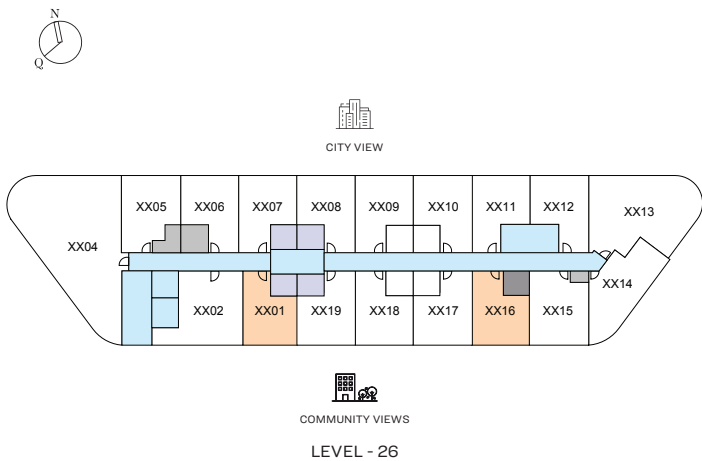 N
Q
CITY VIEW
XX05
XX06
XX07
XX08
XX09
XX10
XX11
XX12
XX13
XX04
XX14
XX02
XX01
XX19
XX18
XX17
XX16
XX15
COMMUNITY VIEWS
LEVEL - 26